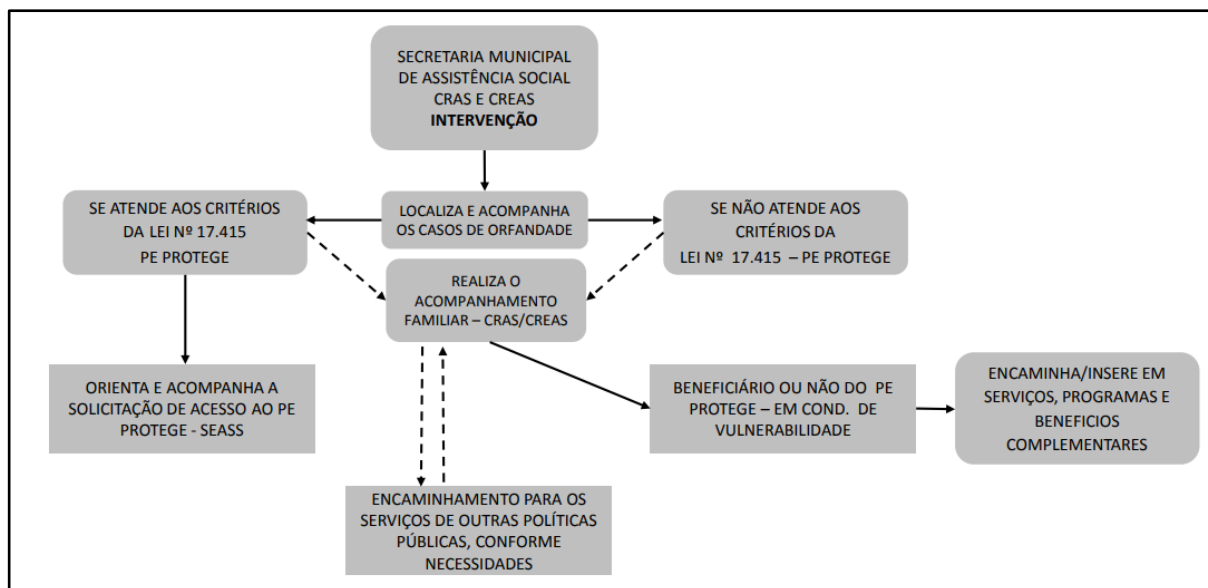 SECRETARIA MUNICIPAL
DE ASSISTÊNCIA SOCIAL
CRAS E CREAS
INTERVENÇÃO
SE ATENDE AOS CRITÉRIOS
DA LEI Nº 17.415
PE PROTEGE
LOCALIZA E ACOMPANHA
OS CASOS DE ORFANDADE
SE NÃO ATENDE AOS
CRITÉRIOS DA
LEI Nº 17.415 – PE PROTEGE
REALIZA O
ACOMPANHAMENTO
FAMILIAR – CRAS/CREAS
ORIENTA E ACOMPANHA A
SOLICITAÇÃO DE ACESSO AO PE
PROTEGE - SEASS
BENEFICIÁRIO OU NÃO DO PE
PROTEGE – EM COND. DE
VULNERABILIDADE
ENCAMINHA/INSERE EM
SERVIÇOS, PROGRAMAS E
BENEFICIOS
COMPLEMENTARES
ENCAMINHAMENTO PARA OS
SERVIÇOS DE OUTRAS POLÍTICAS
PÚBLICAS, CONFORME
NECESSIDADES